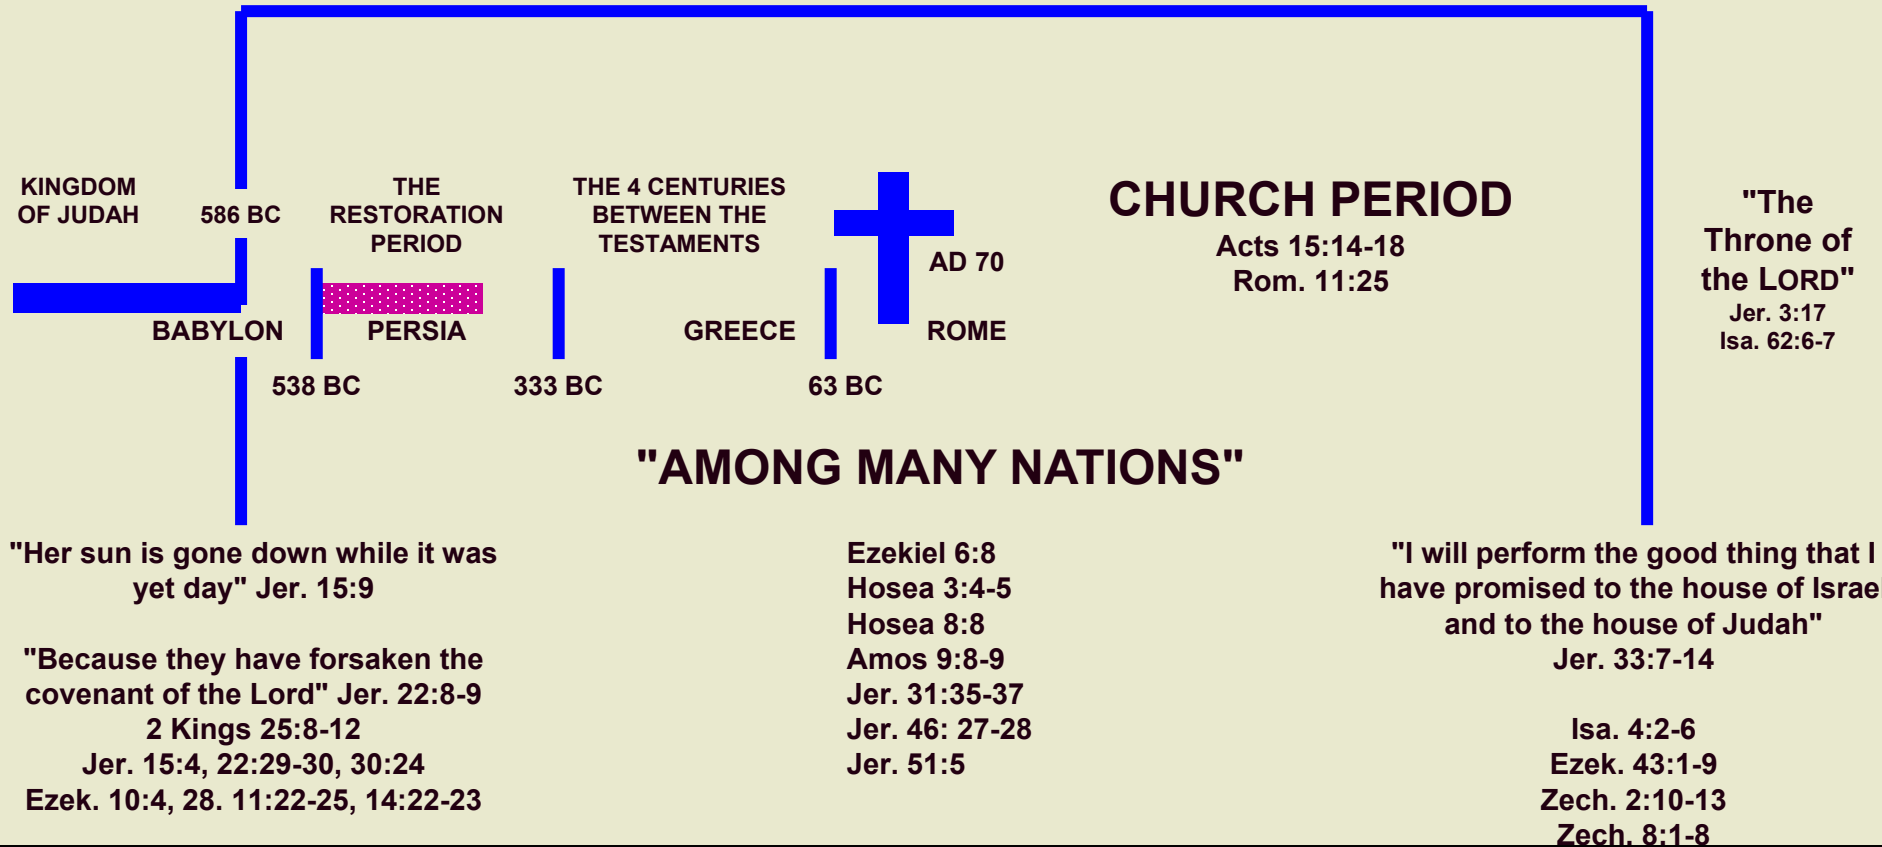 KINGDOM
OF JUDAH
586 BC
THE
RESTORATION
PERIOD
THE 4 CENTURIES
BETWEEN THE
TESTAMENTS
AD 70
CHURCH PERIOD
Acts 15:14-18
Rom. 11:25
"The
Throne of
the LORD"
Jer. 3:17
Isa. 62:6-7
BABYLON
PERSIA
GREECE
ROME
538 BC
333 BC
63 BC
"AMONG MANY NATIONS"
"Her sun is gone down while it was
yet day" Jer. 15:9
"Because they have forsaken the
covenant of the Lord" Jer. 22:8-9
2 Kings 25:8-12
Jer. 15:4, 22:29-30, 30:24
Ezek. 10:4, 28. 11:22-25, 14:22-23
Ezekiel 6:8
Hosea 3:4-5
Hosea 8:8
Amos 9:8-9
Jer. 31:35-37
Jer. 46: 27-28
Jer. 51:5
"I will perform the good thing that I
have promised to the house of Israel
and to the house of Judah"
Jer. 33:7-14
Isa. 4:2-6
Ezek. 43:1-9
Zech. 2:10-13
Zech. 8:1-8